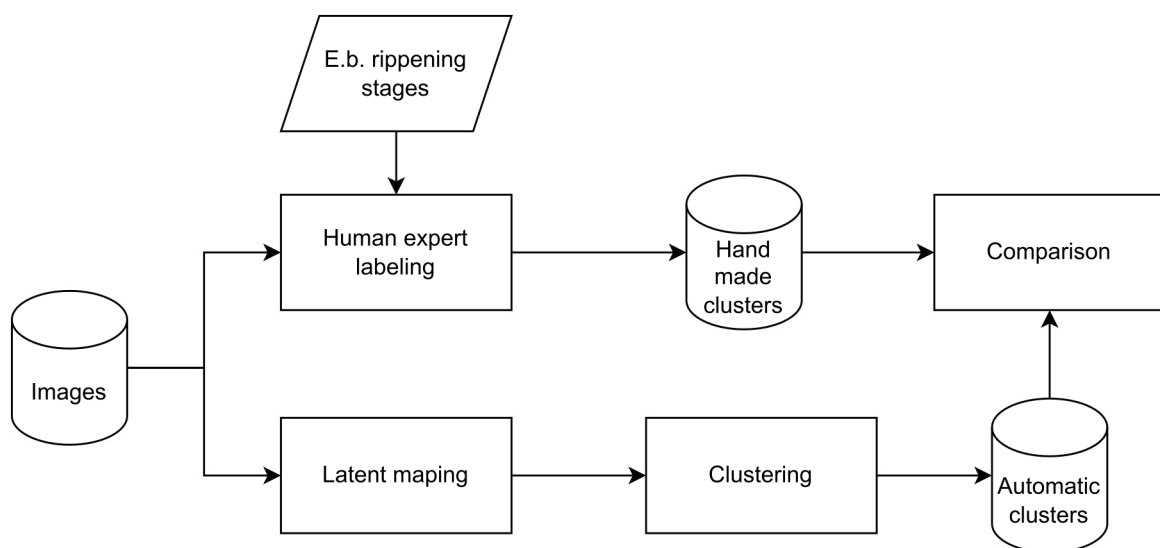 E.b. rippening
stages
Human expert
labeling
Hand
made
clusters
Comparison
Images
Latent maping
Clustering
Automatic
clusters